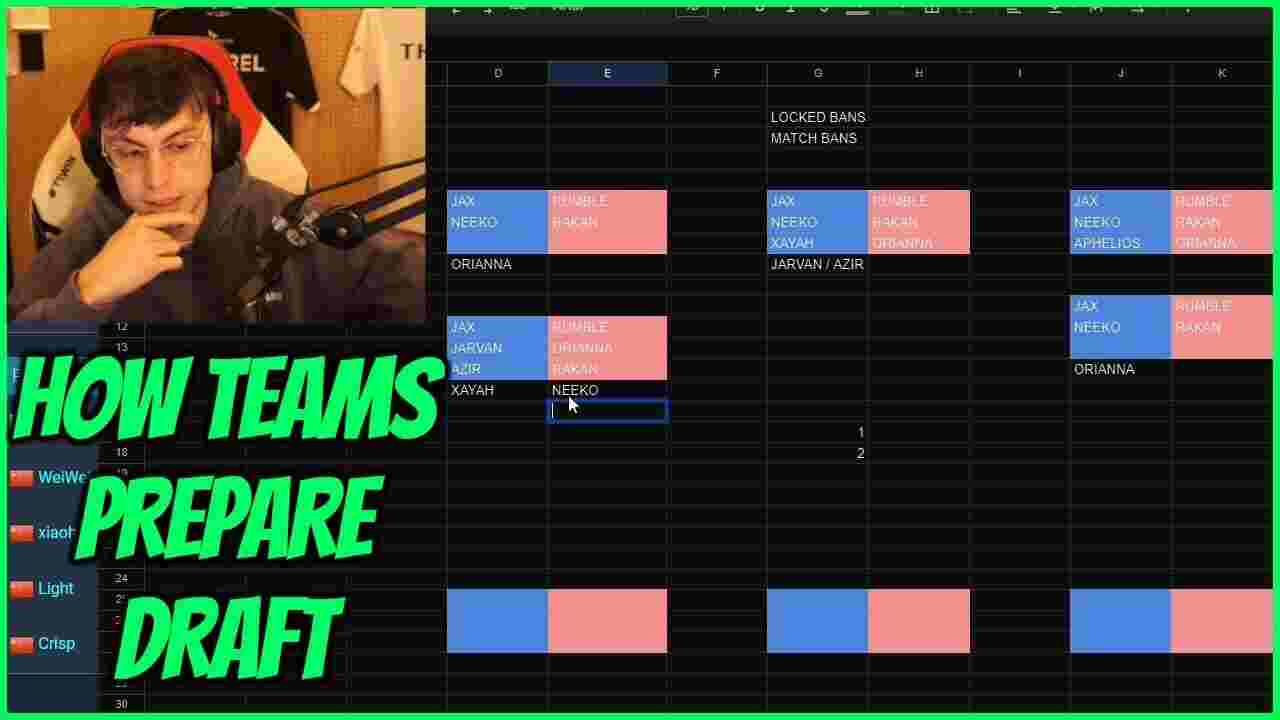 D E F G H I J K
LOCKED BANS
MATCH BANS
JAX RUMBLE JAX RUMBLE JAX RUMBLE
NEEKO RAKAN NEEKO RAKAN NEEKO RAKAN
XAYAH ORIANNA APHELIOS ORIANNA
ORIANNA JARVAN / AZIR
JAX RUMBLE
12 JAX RUMBLE NEEKO RAKAN
13 JARVAN ORIANNA
AZIR RAKAN ORIANNA
XAYAH NEEKO
1
18 2
HOW TEAMS
PREPARE
DRAFT
WeiWe
Light
Crisp
24
30